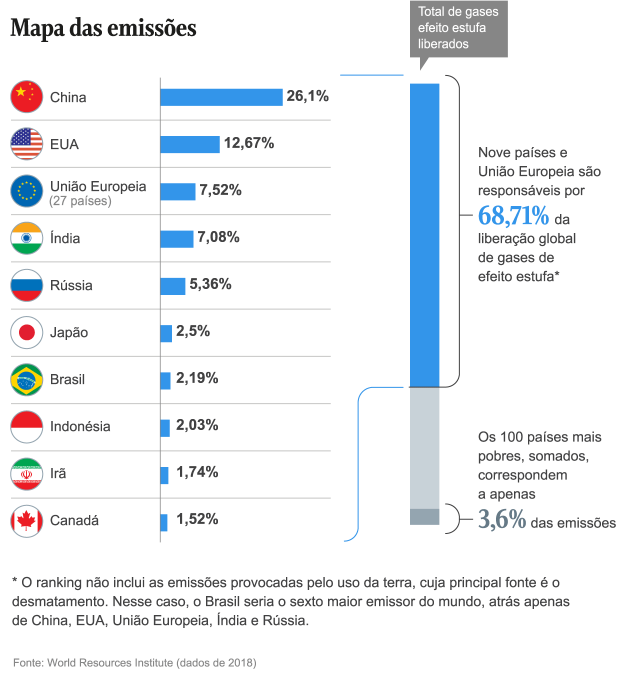 Mapa das emissões
Total de gases
efeito estufa
liberados
China 26,1%
EUA 12,67%
União Europeia 7,52%
(27 países)
Índia 7,08%
Rússia 5,36%
Japão 2,5%
Brasil 2,19%
Indonésia 2,03%
Irã 1,74%
Canadá 1,52%
Nove países e
União Europeia são
responsáveis por
68,71% da
liberação global
de gases de
efeito estufa*
Os 100 países mais
pobres, somados,
correspondem
a apenas
3,6% das emissões
* O ranking não inclui as emissões provocadas pelo uso da terra, cuja principal fonte é o
desmatamento. Nesse caso, o Brasil seria o sexto maior emissor do mundo, atrás apenas
de China, EUA, União Europeia, Índia e Rússia.
Fonte: World Resources Institute (dados de 2018)